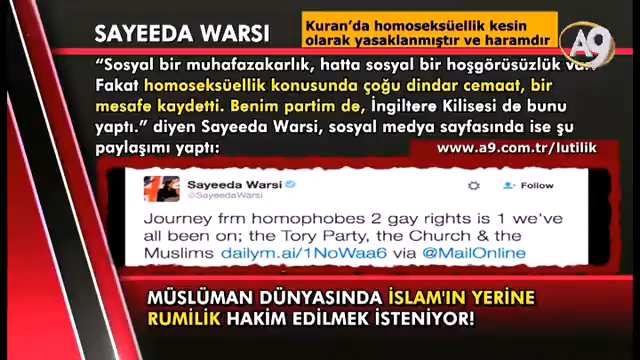 SAYEEDA WARSI
Kuran'da homoseksüellik kesin
olarak yasaklanmıştır ve haramdır
A9
"Sosyal bir muhafazakarlık, hatta sosyal bir hoşgörüsüzlük var.
Fakat homoseksüellik konusunda çoğu dindar cemaat, bir
mesafe kaydetti. Benim partim de, İngiltere Kilisesi de bunu
yaptı." diyen Sayeeda Warsi, sosyal medya sayfasında ise şu
paylaşımı yaptı:
www.a9.com.tr/lutilik
Sayeeda Warsi
@SayeedaWarsi
Follow
Journey frm homophobes 2 gay rights is 1 we've
all been on; the Tory Party, the Church & the
Muslims dailym.ai/1NoWaa6 via @MailOnline
MÜSLÜMAN DÜNYASINDA İSLAM'IN YERİNE
RUMİLİK HAKİM EDİLMEK İSTENİYOR!